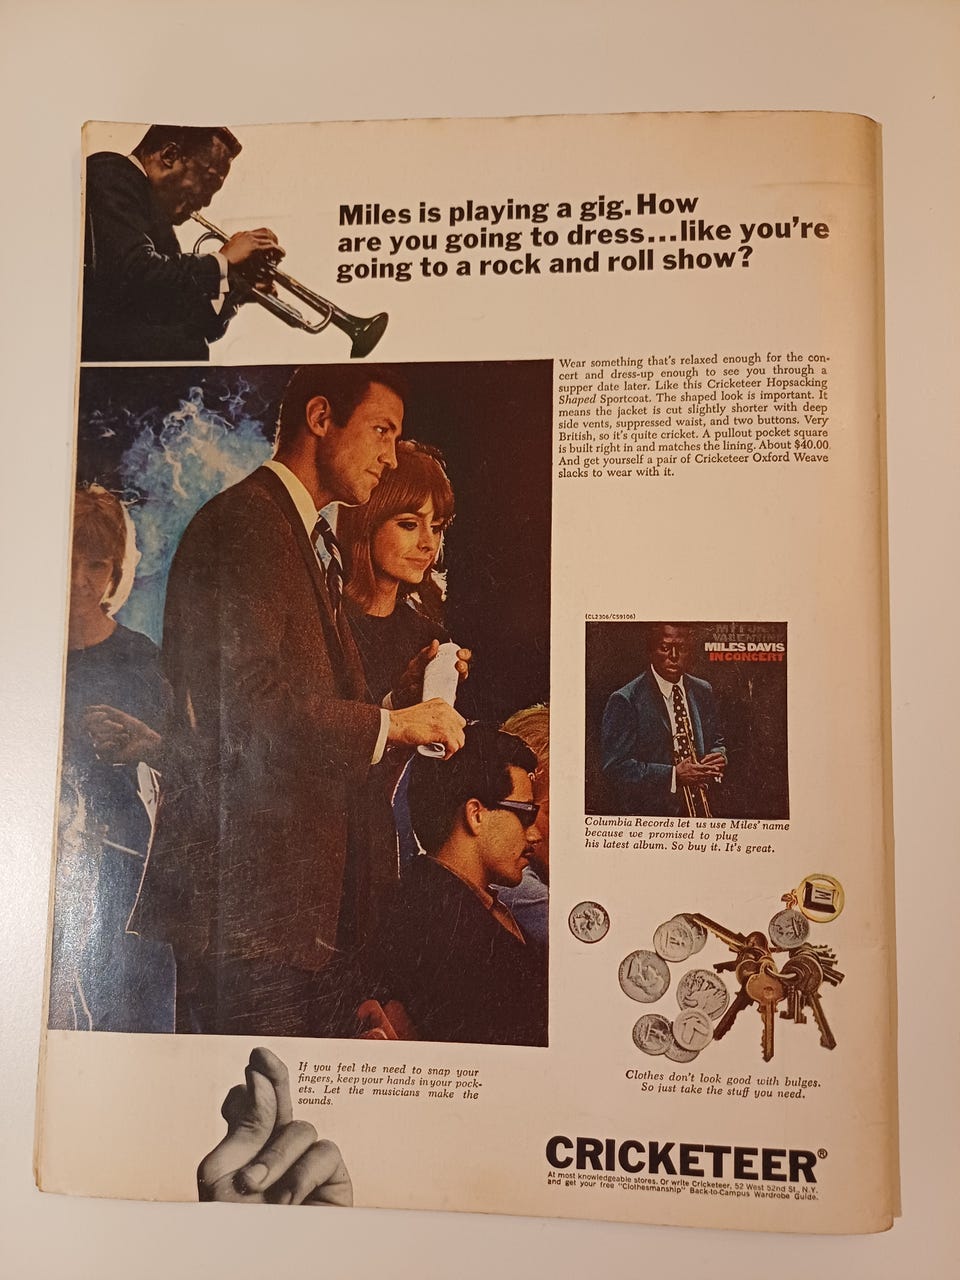 Miles is playing a gig. How
are you going to dress...like you're
going to a rock and roll show?
Wear something that's relaxed enough for the con-
cert and dress-up enough to see you through a
supper date later. Like this Cricketeer Hopsacking
Shaped Sportcoat. The shaped look is important. It
means the jacket is cut slightly shorter with deep
side vents, suppressed waist, and two buttons. Very
British, so it's quite cricket. A pullout pocket square
is built right in and matches the lining. About $40.00.
And get yourself a pair of Cricketeer Oxford Weave
slacks to wear with it.
(CL2306/CS9106)
MY FUNNY
VALENTINE
MILES DAVIS
IN CONCERT
Columbia Records let us use Miles' name
because we promised to plug
his latest album. So buy it. It's great.
M
If you feel the need to snap your
fingers, keep your hands in your pock-
ets. Let the musicians make the
sounds.
Clothes don't look good with bulges.
So just take the stuff you need.
CRICKETEER®
At most knowledgeable stores. Or write Cricketeer, 52 West 52nd St., N.Y.
and get your free "Clothesmanship" Back-to-Campus Wardrobe Guide.